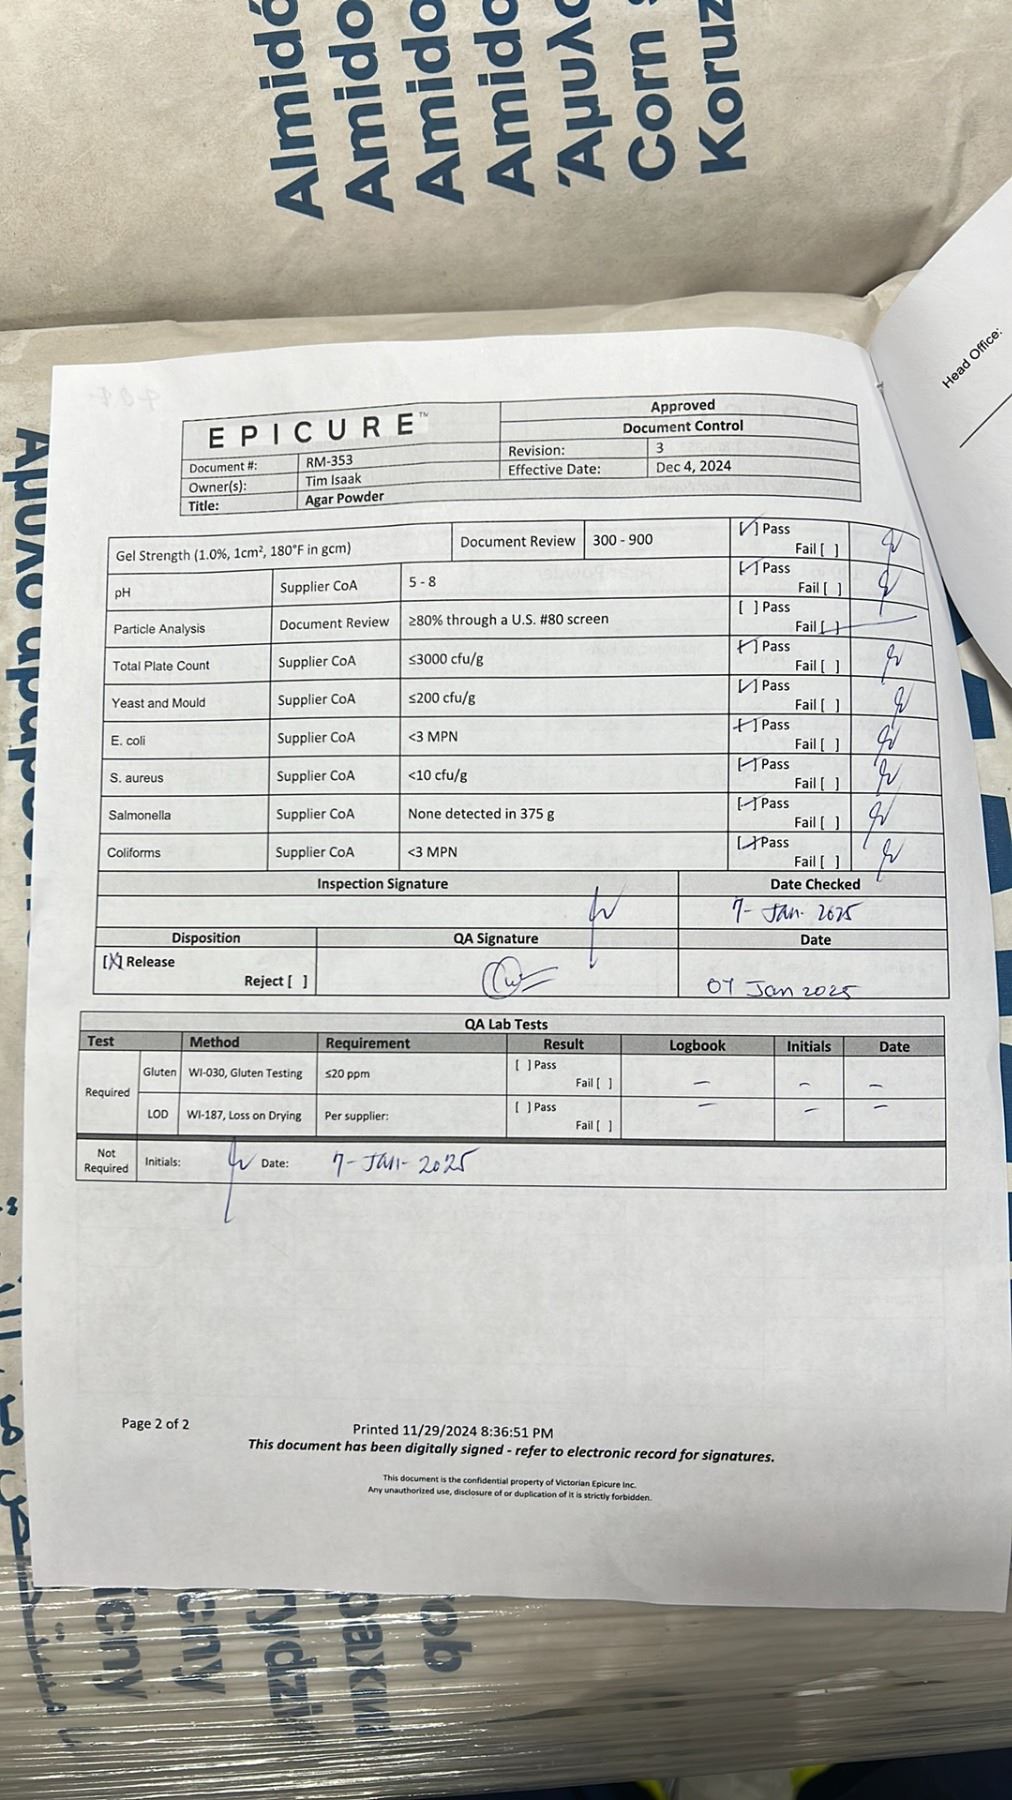 Almidó
Amido
Amido
Amido
Άμυλο
Corn s
Koruz
Head Office:
EPICURE™
Approved
Document Control
Document #: RM-353
Revision: 3
Owner(s): Tim Isaak
Effective Date: Dec 4, 2024
Title: Agar Powder
Gel Strength (1.0%, 1cm², 180°F in gcm) Document Review 300 - 900 [✓] Pass
Fail [ ]
pH Supplier CoA 5 - 8 [✓] Pass
Fail [ ]
Particle Analysis Document Review ≥80% through a U.S. #80 screen [ ] Pass
Fail [ ]
Total Plate Count Supplier CoA ≤3000 cfu/g [✓] Pass
Fail [ ]
Yeast and Mould Supplier CoA ≤200 cfu/g [✓] Pass
Fail [ ]
E. coli Supplier CoA <3 MPN [✓] Pass
Fail [ ]
S. aureus Supplier CoA <10 cfu/g [✓] Pass
Fail [ ]
Salmonella Supplier CoA None detected in 375 g [✓] Pass
Fail [ ]
Coliforms Supplier CoA <3 MPN [✓] Pass
Fail [ ]
Inspection Signature Date Checked
7- Jan- 2025
Disposition QA Signature Date
[X] Release
Reject [ ] 07 Jan 2025
QA Lab Tests
Test Method Requirement Result Logbook Initials Date
Required Gluten WI-030, Gluten Testing ≤20 ppm [ ] Pass
Fail [ ] – – –
LOD WI-187, Loss on Drying Per supplier: [ ] Pass
Fail [ ] – – –
Not Required Initials: Date: 7- JAN- 2025
Page 2 of 2
Printed 11/29/2024 8:36:51 PM
This document has been digitally signed - refer to electronic record for signatures.
This document is the confidential property of Victorian Epicure Inc.
Any unauthorized use, disclosure of or duplication of it is strictly forbidden.